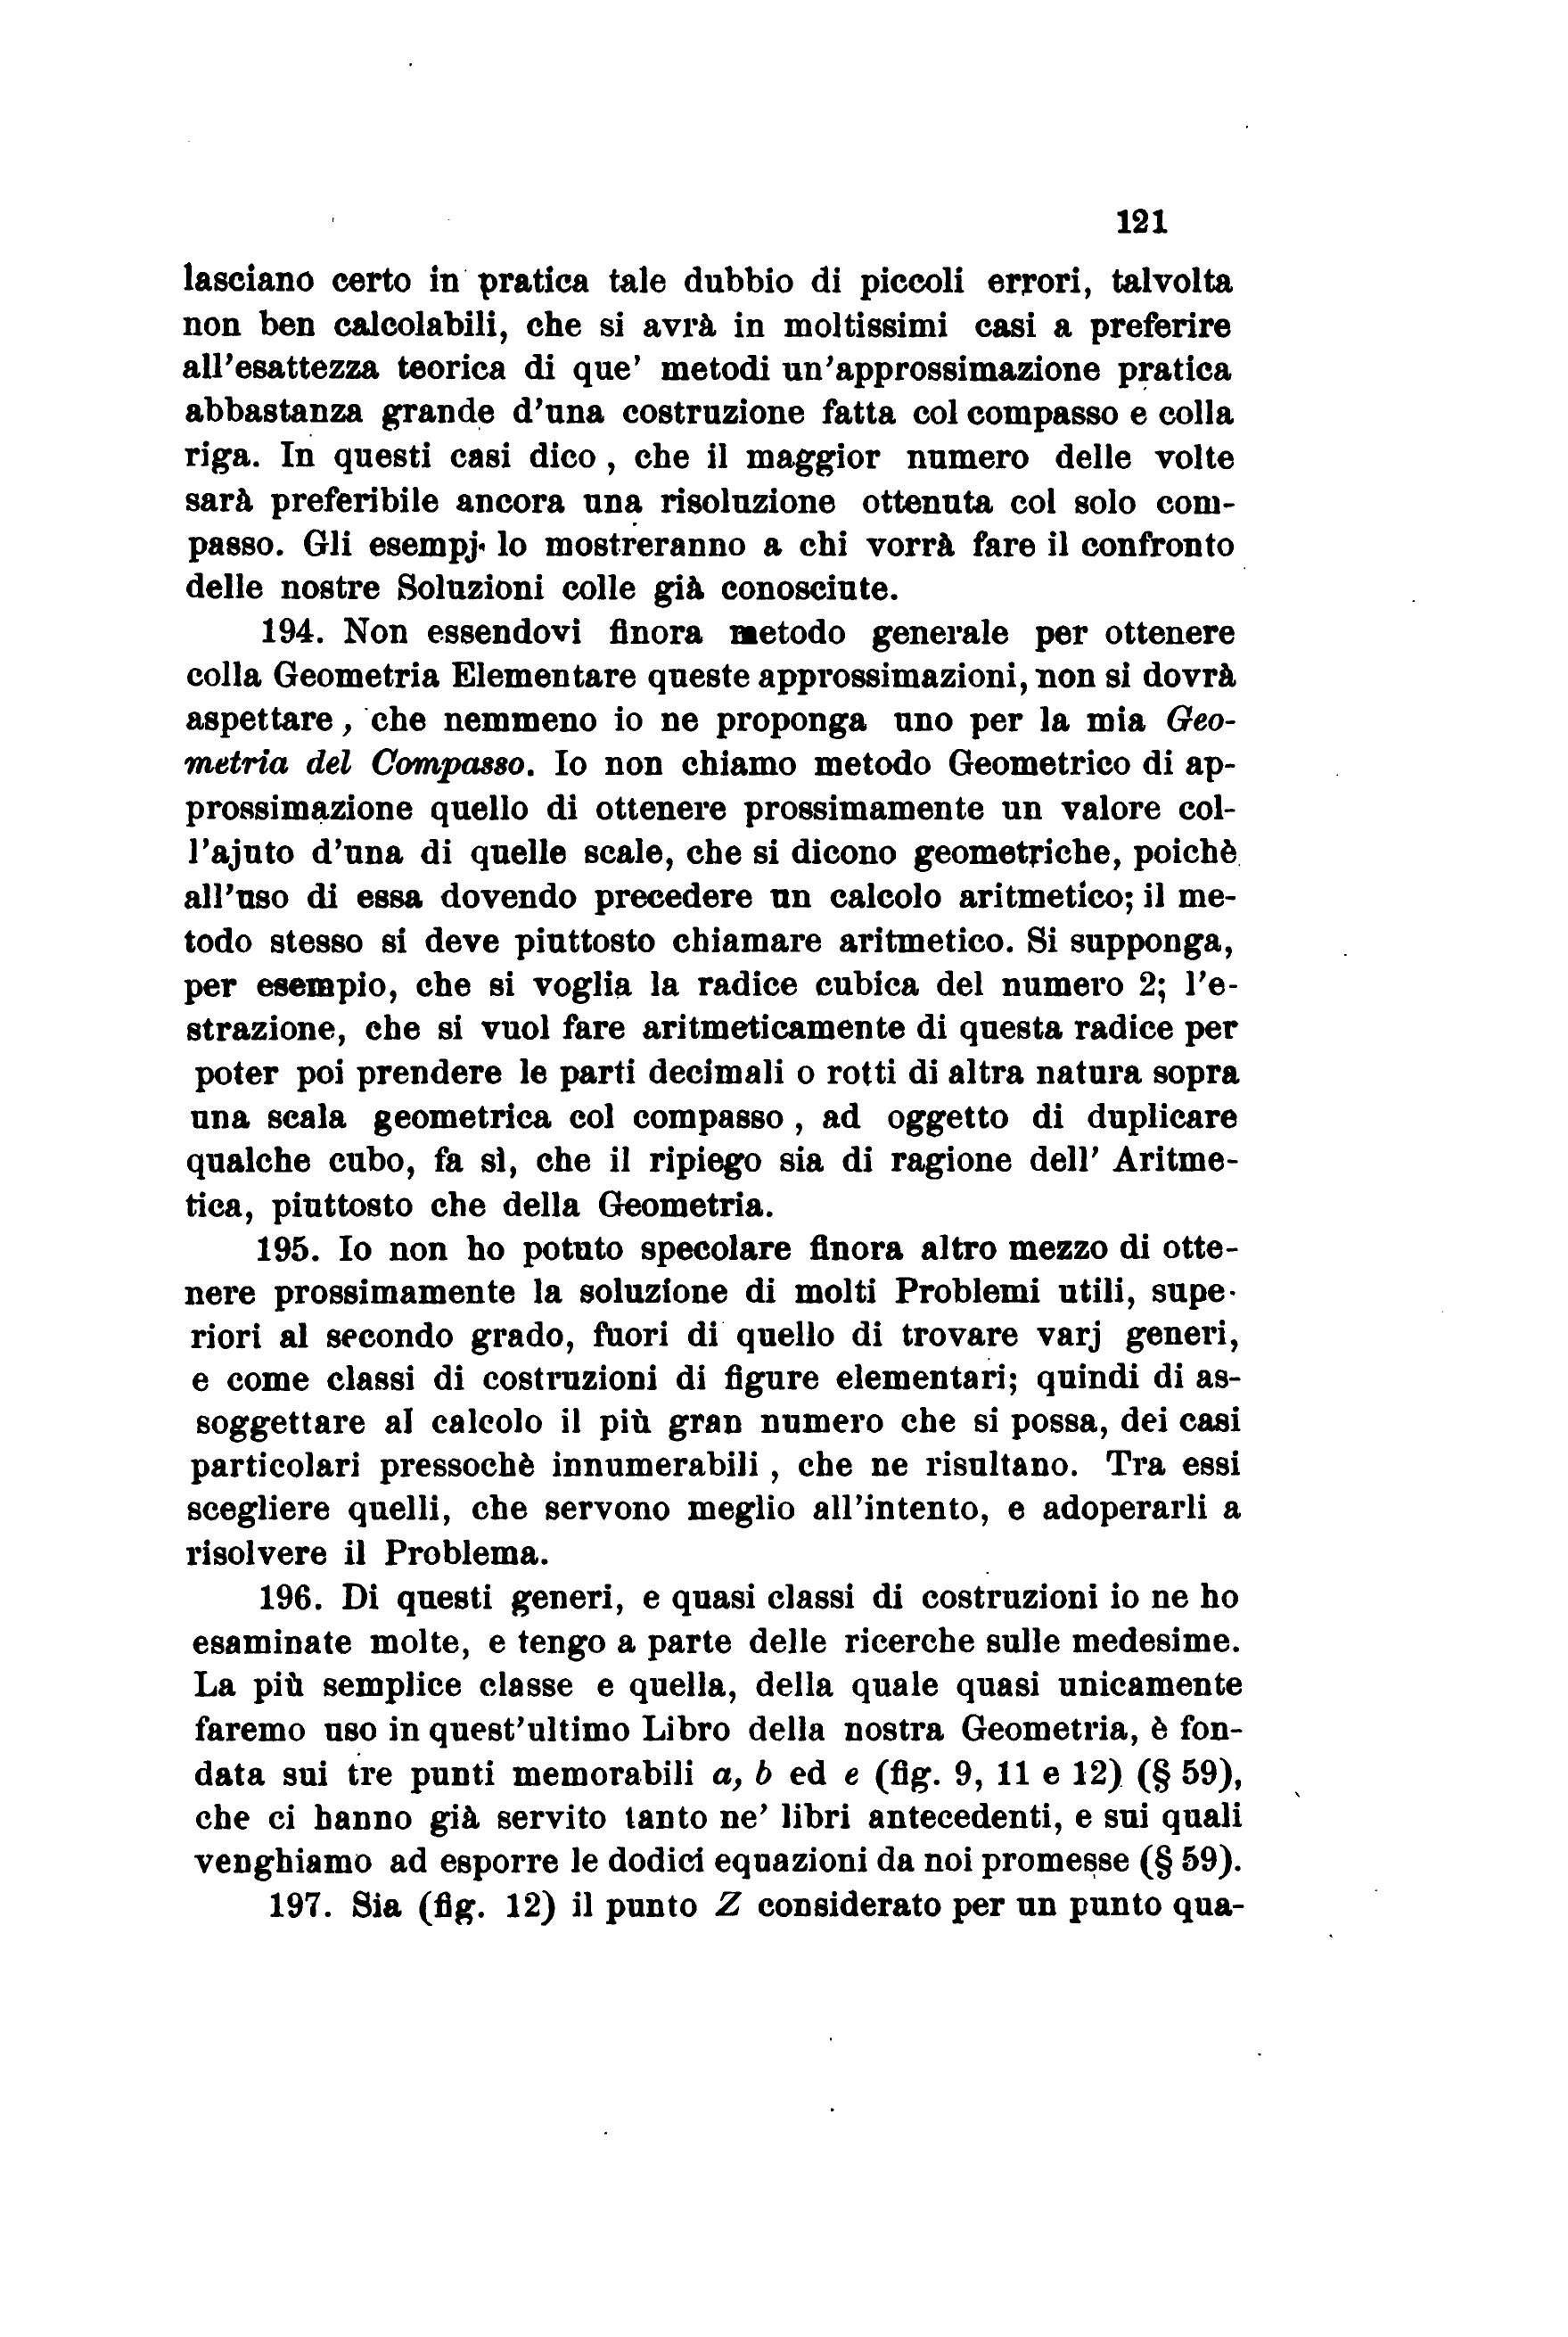 121
lasciano certo in pratica tale dubbio di piccoli errori, talvolta
non ben calcolabili, che si avrà in moltissimi casi a preferire
all'esattezza teorica di que' metodi un'approssimazione pratica
abbastanza grande d'una costruzione fatta col compasso e colla
riga. In questi casi dico, che il maggior numero delle volte
sarà preferibile ancora una risoluzione ottenuta col solo com-
passo. Gli esempj lo mostreranno a chi vorrà fare il confronto
delle nostre Soluzioni colle già conosciute.
194. Non essendovi finora metodo generale per ottenere
colla Geometria Elementare queste approssimazioni, non si dovrà
aspettare, che nemmeno io ne proponga uno per la mia Geo-
metria del Compasso. Io non chiamo metodo Geometrico di ap-
prossimazione quello di ottenere prossimamente un valore col-
l'ajuto d'una di quelle scale, che si dicono geometriche, poichè
all'uso di essa dovendo precedere un calcolo aritmetico; il me-
todo stesso si deve piuttosto chiamare aritmetico. Si supponga,
per esempio, che si voglia la radice cubica del numero 2; l'e-
strazione, che si vuol fare aritmeticamente di questa radice per
poter poi prendere le parti decimali o rotti di altra natura sopra
una scala geometrica col compasso, ad oggetto di duplicare
qualche cubo, fa sì, che il ripiego sia di ragione dell' Aritme-
tica, piuttosto che della Geometria.
195. Io non ho potuto specolare finora altro mezzo di otte-
nere prossimamente la soluzione di molti Problemi utili, supe-
riori al secondo grado, fuori di quello di trovare varj generi,
e come classi di costruzioni di figure elementari; quindi di as-
soggettare al calcolo il più gran numero che si possa, dei casi
particolari pressochè innumerabili, che ne risultano. Tra essi
scegliere quelli, che servono meglio all'intento, e adoperarli a
risolvere il Problema.
196. Di questi generi, e quasi classi di costruzioni io ne ho
esaminate molte, e tengo a parte delle ricerche sulle medesime.
La più semplice classe e quella, della quale quasi unicamente
faremo uso in quest'ultimo Libro della nostra Geometria, è fon-
data sui tre punti memorabili a, b ed e (fig. 9, 11 e 12) (§ 59),
che ci hanno già servito tanto ne' libri antecedenti, e sui quali
venghiamo ad esporre le dodici equazioni da noi promesse (§ 59).
197. Sia (fig. 12) il punto Z considerato per un punto qua-